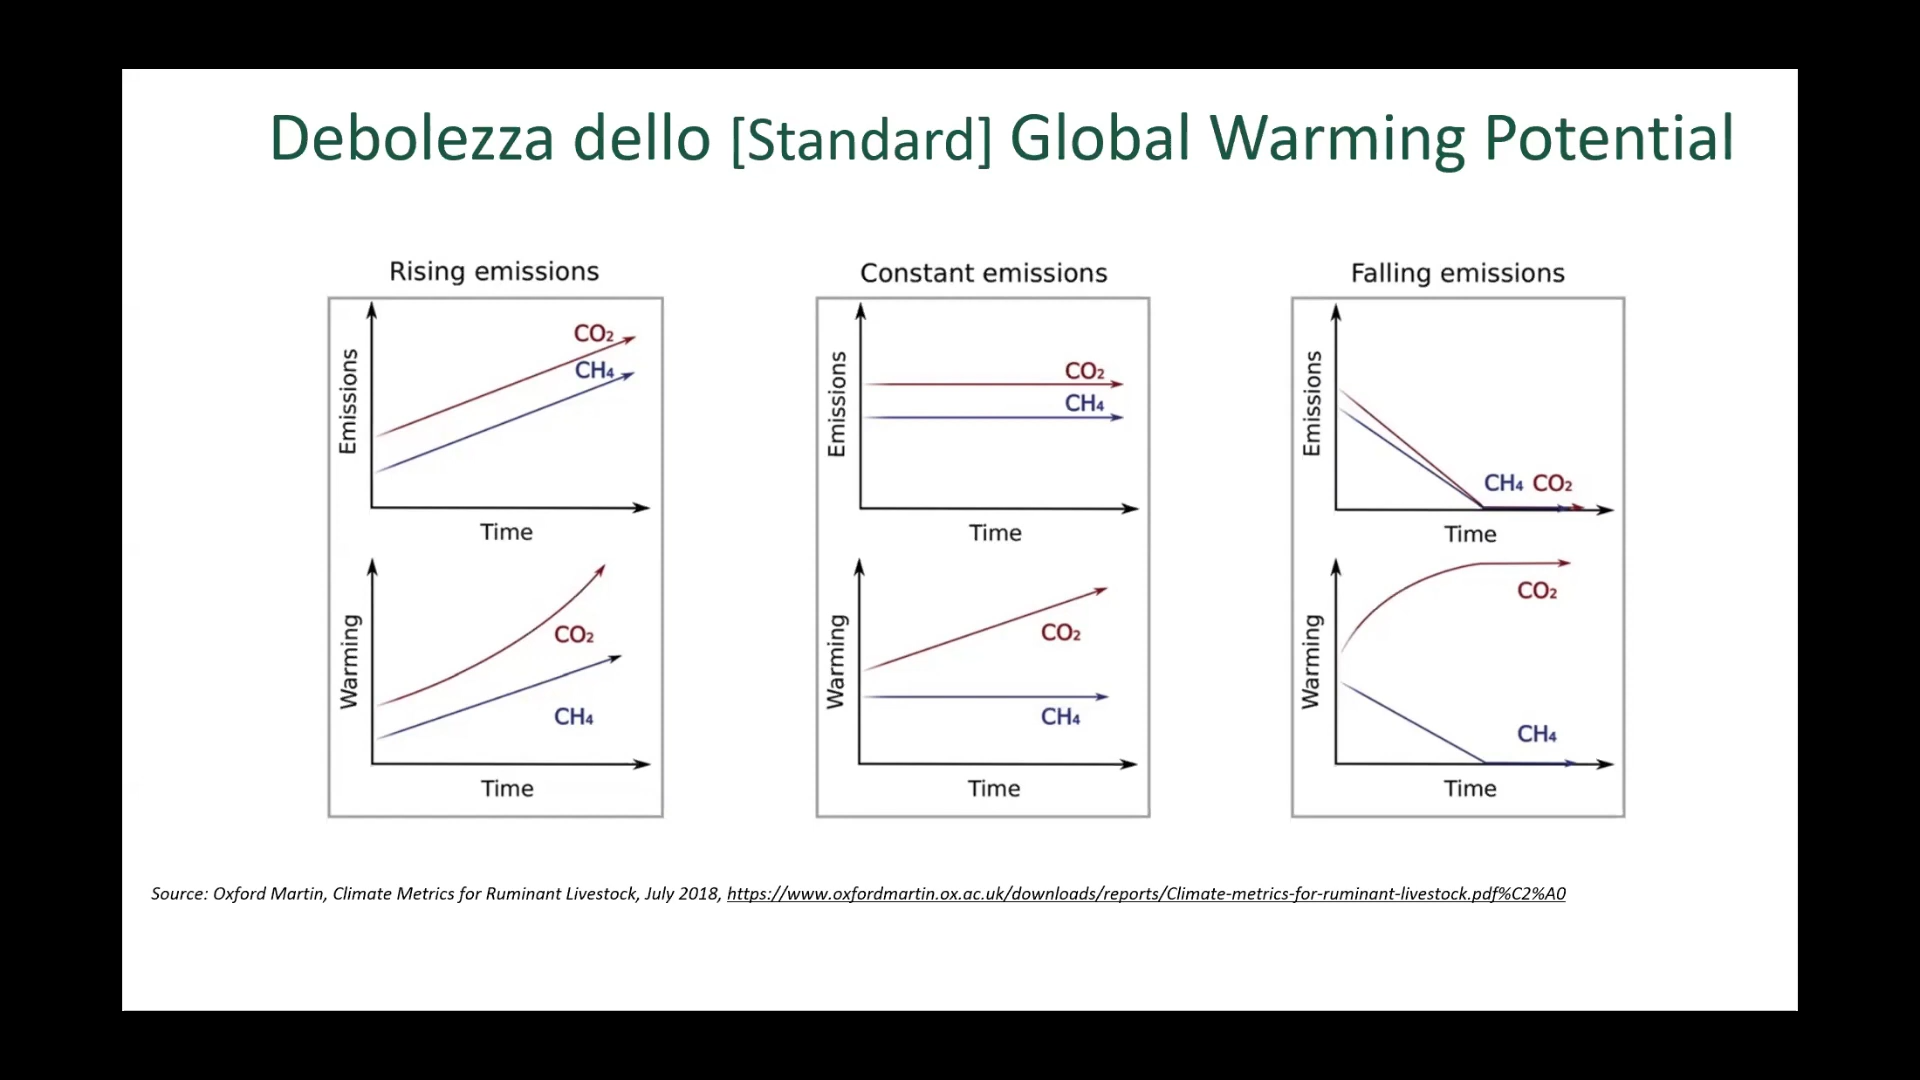 Debolezza dello [Standard] Global Warming Potential
Rising emissions
Emissions
CO₂
CH₄
Time
Warming
CO₂
CH₄
Time
Constant emissions
Emissions
CO₂
CH₄
Time
Warming
CO₂
CH₄
Time
Falling emissions
Emissions
CH₄ CO₂
Time
Warming
CO₂
CH₄
Time
Source: Oxford Martin, Climate Metrics for Ruminant Livestock, July 2018, https://www.oxfordmartin.ox.ac.uk/downloads/reports/Climate-metrics-for-ruminant-livestock.pdf%C2%A0